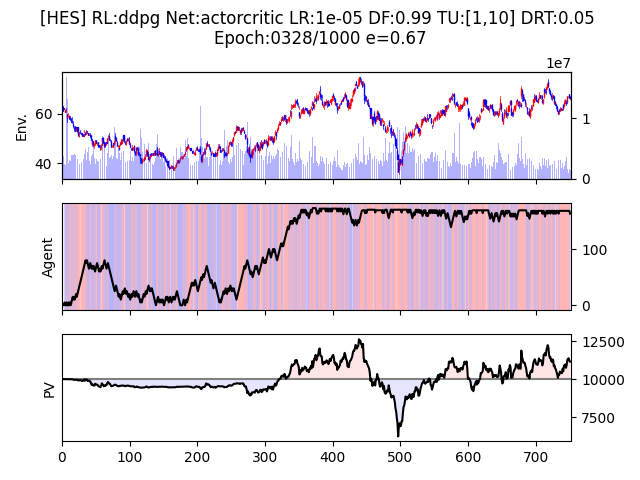 [HES] RL:ddpg Net:actorcritic LR:1e-05 DF:0.99 TU:[1,10] DRT:0.05
Epoch:0328/1000 e=0.67
1e7
Env.
60
40
1
0
Agent
100
0
PV
12500
10000
7500
0 100 200 300 400 500 600 700